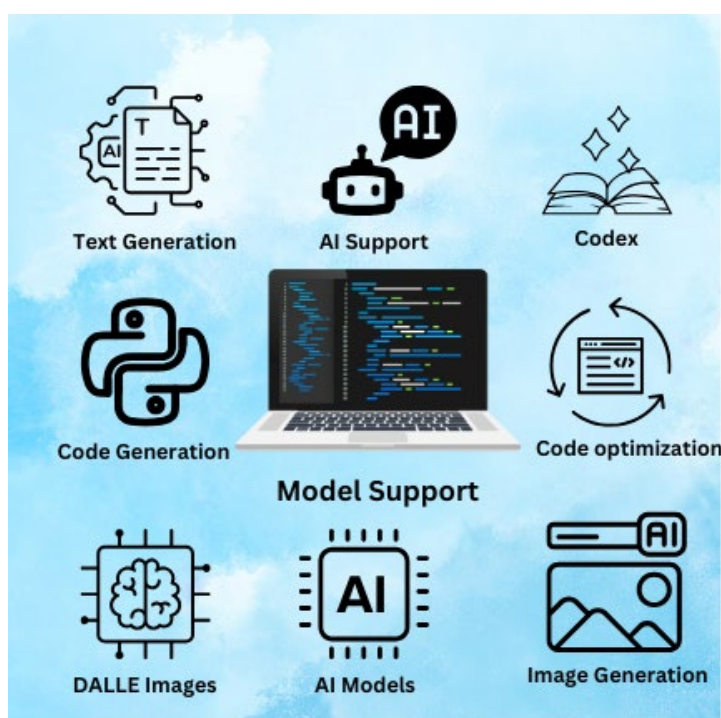 T
AI
AI
Text Generation
AI Support
Codex
</>
Code Generation
Code optimization
Model Support
AI
AI
DALLE Images
AI Models
Image Generation